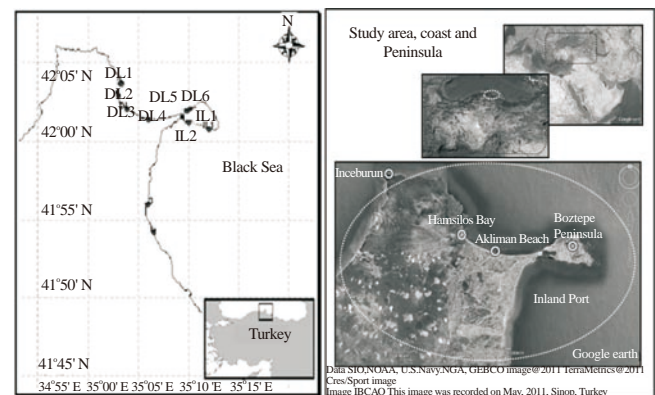 N
42°05' N
DL1
DL2
DL3
DL4
DL5 DL6
IL1
IL2
42°00' N
Black Sea
41°55' N
41°50' N
Turkey
41°45' N
34°55' E 35°00' E 35°05' E 35°10' E 35°15' E
Study area, coast and
Peninsula
Inceburun
Hamsilos Bay
Akliman Beach
Boztepe
Peninsula
Inland Port
Google earth
Data SIO,NOAA, U.S.Navy.NGA, GEBCO image@2011 TerraMetrics@2011
Cres/Sport image
Image IBCAO This image was recorded on May, 2011, Sinop, Turkey